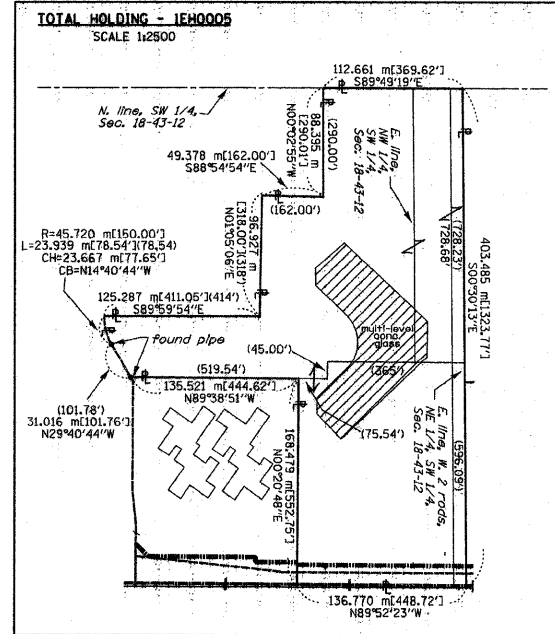 TOTAL HOLDING - 1EH0005
SCALE 1:2500
112.661 m[369.62']
S89°49'19"E
N. line, SW 1/4,
Sec. 18-43-12
88.395 m
[290.01']
N00°02'55"W
(290.00')
E. line,
NW 1/4,
SW 1/4,
Sec. 18-43-12
49.378 m[162.00']
S88°54'54"E
(162.00')
(728.23')
728.68'
403.485 m[1323.77']
S00°30'13"E
96.927 m
[318.00'](318')
N01°05'06"E
R=45.720 m[150.00']
L=23.939 m[78.54'](78.54)
CH=23.667 m[77.65']
CB=N14°40'44"W
125.287 m[411.05'](414')
S89°59'54"E
found pipe
multi-level
conc.
glass
(519.54')
(45.00')
(365')
135.521 m[444.62']
N89°38'51"W
(101.78')
31.016 m[101.76']
N29°40'44"W
(75.54')
168.479 m[552.75']
N00°20'48"E
E. line, W. 2 rods,
NE 1/4, SW 1/4,
Sec. 18-43-12
(596.09')
136.770 m[448.72']
N89°52'23"W